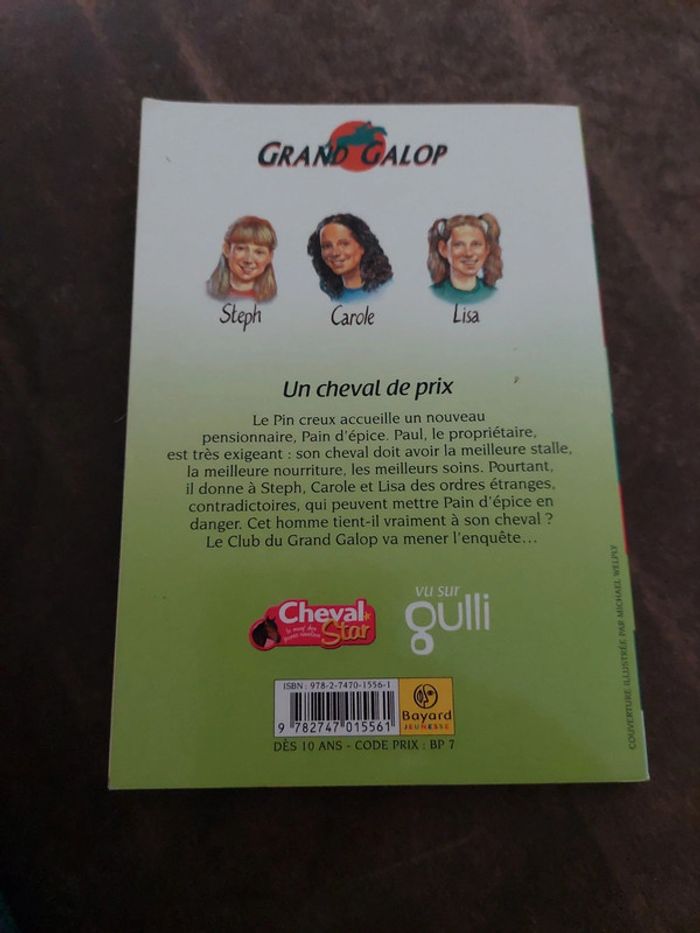 GRAND GALOP
Steph
Carole
Lisa
Un cheval de prix
Le Pin creux accueille un nouveau
pensionnaire, Pain d'épice. Paul, le propriétaire,
est très exigeant : son cheval doit avoir la meilleure stalle,
la meilleure nourriture, les meilleurs soins. Pourtant,
il donne à Steph, Carole et Lisa des ordres étranges,
contradictoires, qui peuvent mettre Pain d'épice en
danger. Cet homme tient-il vraiment à son cheval ?
Le Club du Grand Galop va mener l'enquête...
Cheval
Star
vu sur
gulli
ISBN : 978-2-7470-1556-1
9 782747 015561
Bayard
JEUNESSE
DÈS 10 ANS - CODE PRIX : BP 7
COUVERTURE ILLUSTRÉE PAR MICHAEL WELPLY